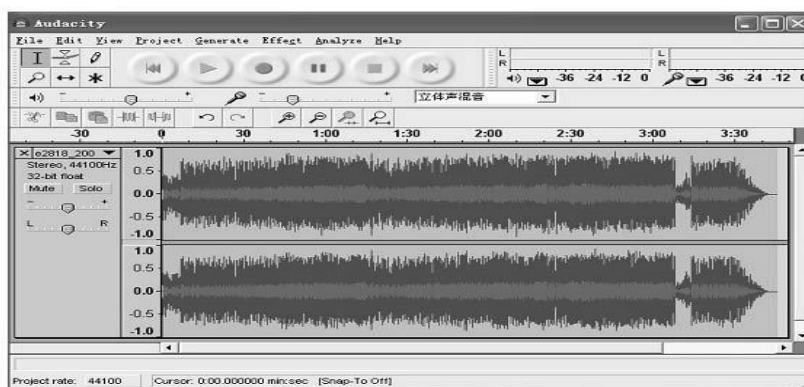 Audacity
File Edit View Project Generate Effect Analyze Help
L
R
-36 -24 -12 0
L
R
-36 -24 -12 0
立体声混音
-30 0 30 1:00 1:30 2:00 2:30 3:00 3:30
e2818_200
Stereo, 44100Hz
32-bit float
Mute Solo
- +
L R
1.0
0.5
0.0
-0.5
-1.0
1.0
0.5
0.0
-0.5
-1.0
Project rate: 44100 Cursor: 0:00.000000 min:sec [Snap-To Off]